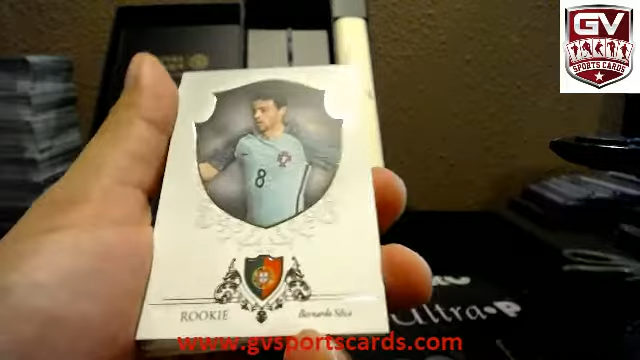 GV
SPORTS CARDS
8
ROOKIE
Bernardo Silva
Ultra•P
www.gvsportscards.com